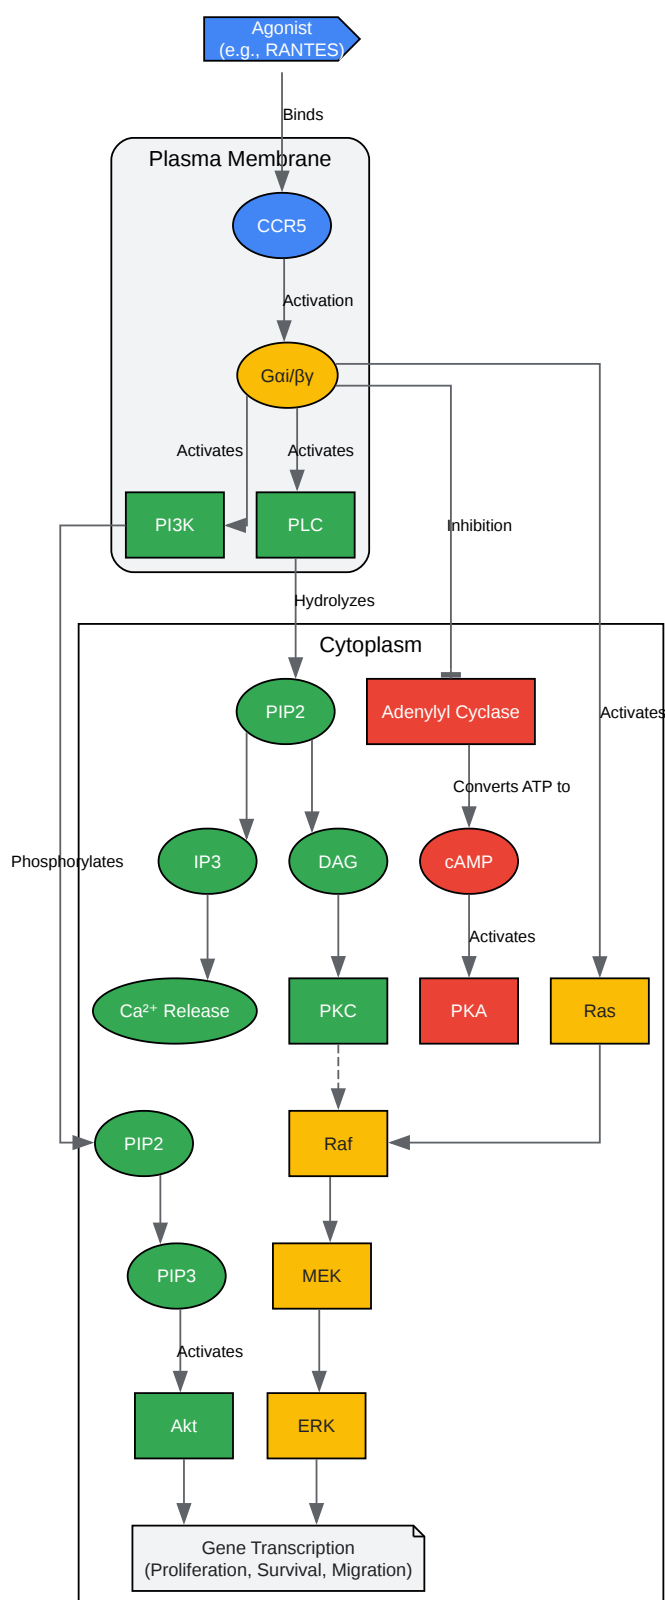 Agonist
(e.g., RANTES)
Binds
Plasma Membrane
CCR5
Activation
Gαi/βγ
Activates
Activates
PI3K
PLC
Inhibition
Hydrolyzes
Cytoplasm
PIP2
Adenylyl Cyclase
Activates
Converts ATP to
Phosphorylates
IP3
DAG
cAMP
Activates
Ca²⁺ Release
PKC
PKA
Ras
PIP2
Raf
PIP3
MEK
Activates
Akt
ERK
Gene Transcription
(Proliferation, Survival, Migration)